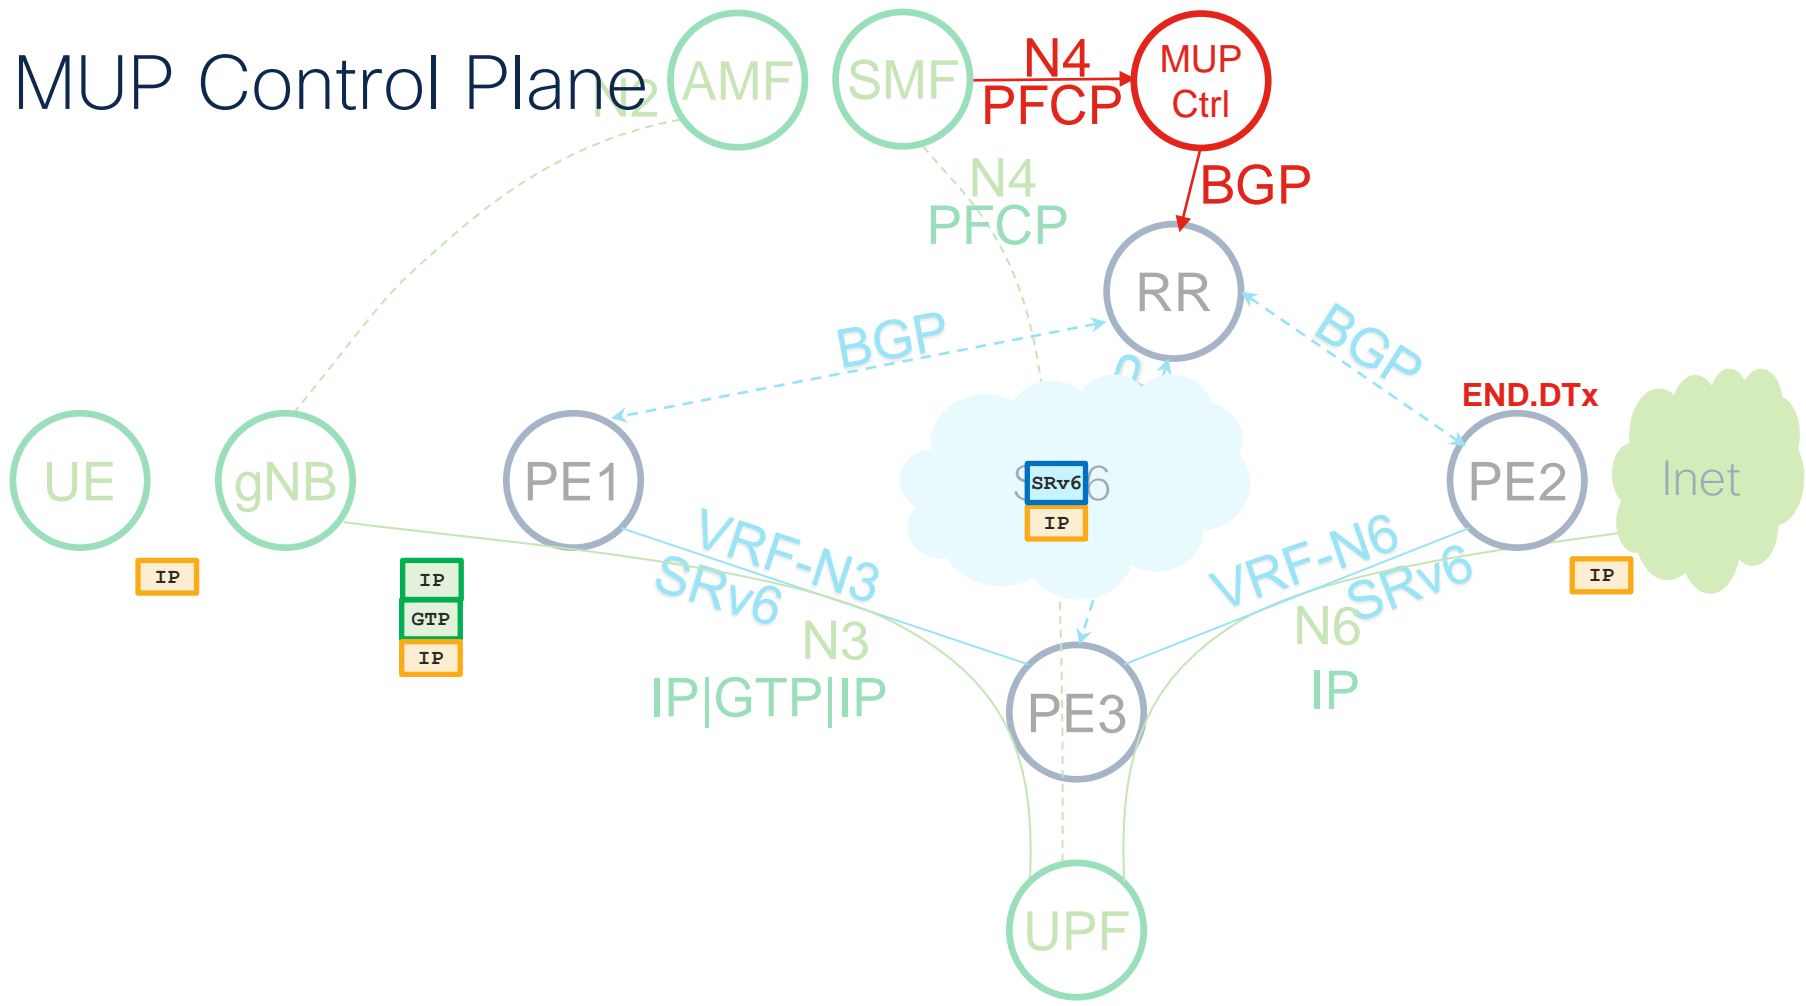 MUP Control Plane
N2
AMF
SMF
N4
PFCP
MUP
Ctrl
N4
PFCP
BGP
RR
BGP
BGP
END.DTx
UE
gNB
PE1
SRv6
IP
PE2
Inet
IP
IP
GTP
IP
VRF-N3
SRv6
VRF-N6
SRv6
IP
N3
IP|GTP|IP
N6
IP
PE3
UPF